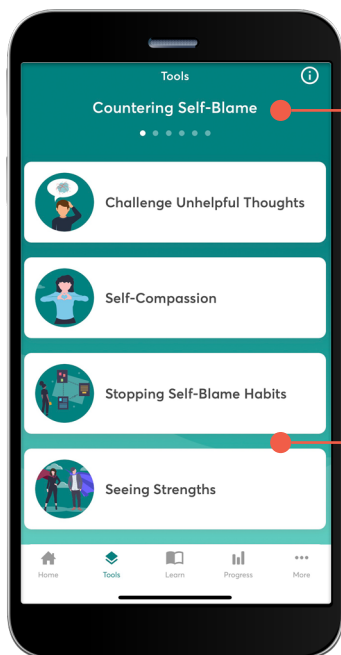 Tools
Countering Self-Blame
Challenge Unhelpful Thoughts
Self-Compassion
Stopping Self-Blame Habits
Seeing Strengths
Home Tools Learn Progress More